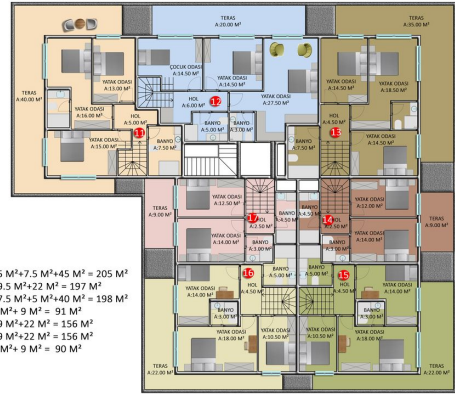 TERAS
A:20.00 M²
TERAS
A:35.00 M²
ÇOCUK ODASI
A:14.50 M²
YATAK ODASI
A:13.00 M²
YATAK ODASI
A:14.50 M²
YATAK ODASI
A:14.50 M²
YATAK ODASI
A:18.50 M²
TERAS
A:40.00 M²
HOL
A:6.00 M²
12
YATAK ODASI
A:27.50 M²
YATAK ODASI
A:16.00 M²
HOL
A:5.00 M²
11
BANYO
A:5.00 M²
BANYO
A:3.00 M²
HOL
A:4.50 M²
13
YATAK ODASI
A:15.00 M²
BANYO
A:7.50 M²
BANYO
A:7.50 M²
YATAK ODASI
A:14.50 M²
TERAS
A:9.00 M²
YATAK ODASI
A:12.50 M²
BANYO
A:4.50 M²
BANYO
A:4.50 M²
YATAK ODASI
A:12.00 M²
TERAS
A:9.00 M²
17
HOL
A:2.50 M²
14
HOL
A:2.50 M²
YATAK ODASI
A:14.00 M²
BANYO
A:3.00 M²
BANYO
A:3.00 M²
YATAK ODASI
A:14.00 M²
16
HOL
A:4.50 M²
BANYO
A:5.00 M²
BANYO
A:5.00 M²
15
HOL
A:4.50 M²
YATAK ODASI
A:14.00 M²
YATAK ODASI
A:14.00 M²
BANYO
A:3.00 M²
BANYO
A:3.00 M²
YATAK ODASI
A:18.00 M²
YATAK ODASI
A:10.50 M²
YATAK ODASI
A:10.50 M²
YATAK ODASI
A:18.00 M²
TERAS
A:22.00 M²
TERAS
A:22.00 M²
M²+7.5 M²+45 M² = 205 M²
9.5 M²+22 M² = 197 M²
7.5 M²+5 M²+40 M² = 198 M²
M²+ 9 M² = 91 M²
9 M²+22 M² = 156 M²
9 M²+22 M² = 156 M²
M²+ 9 M² = 90 M²